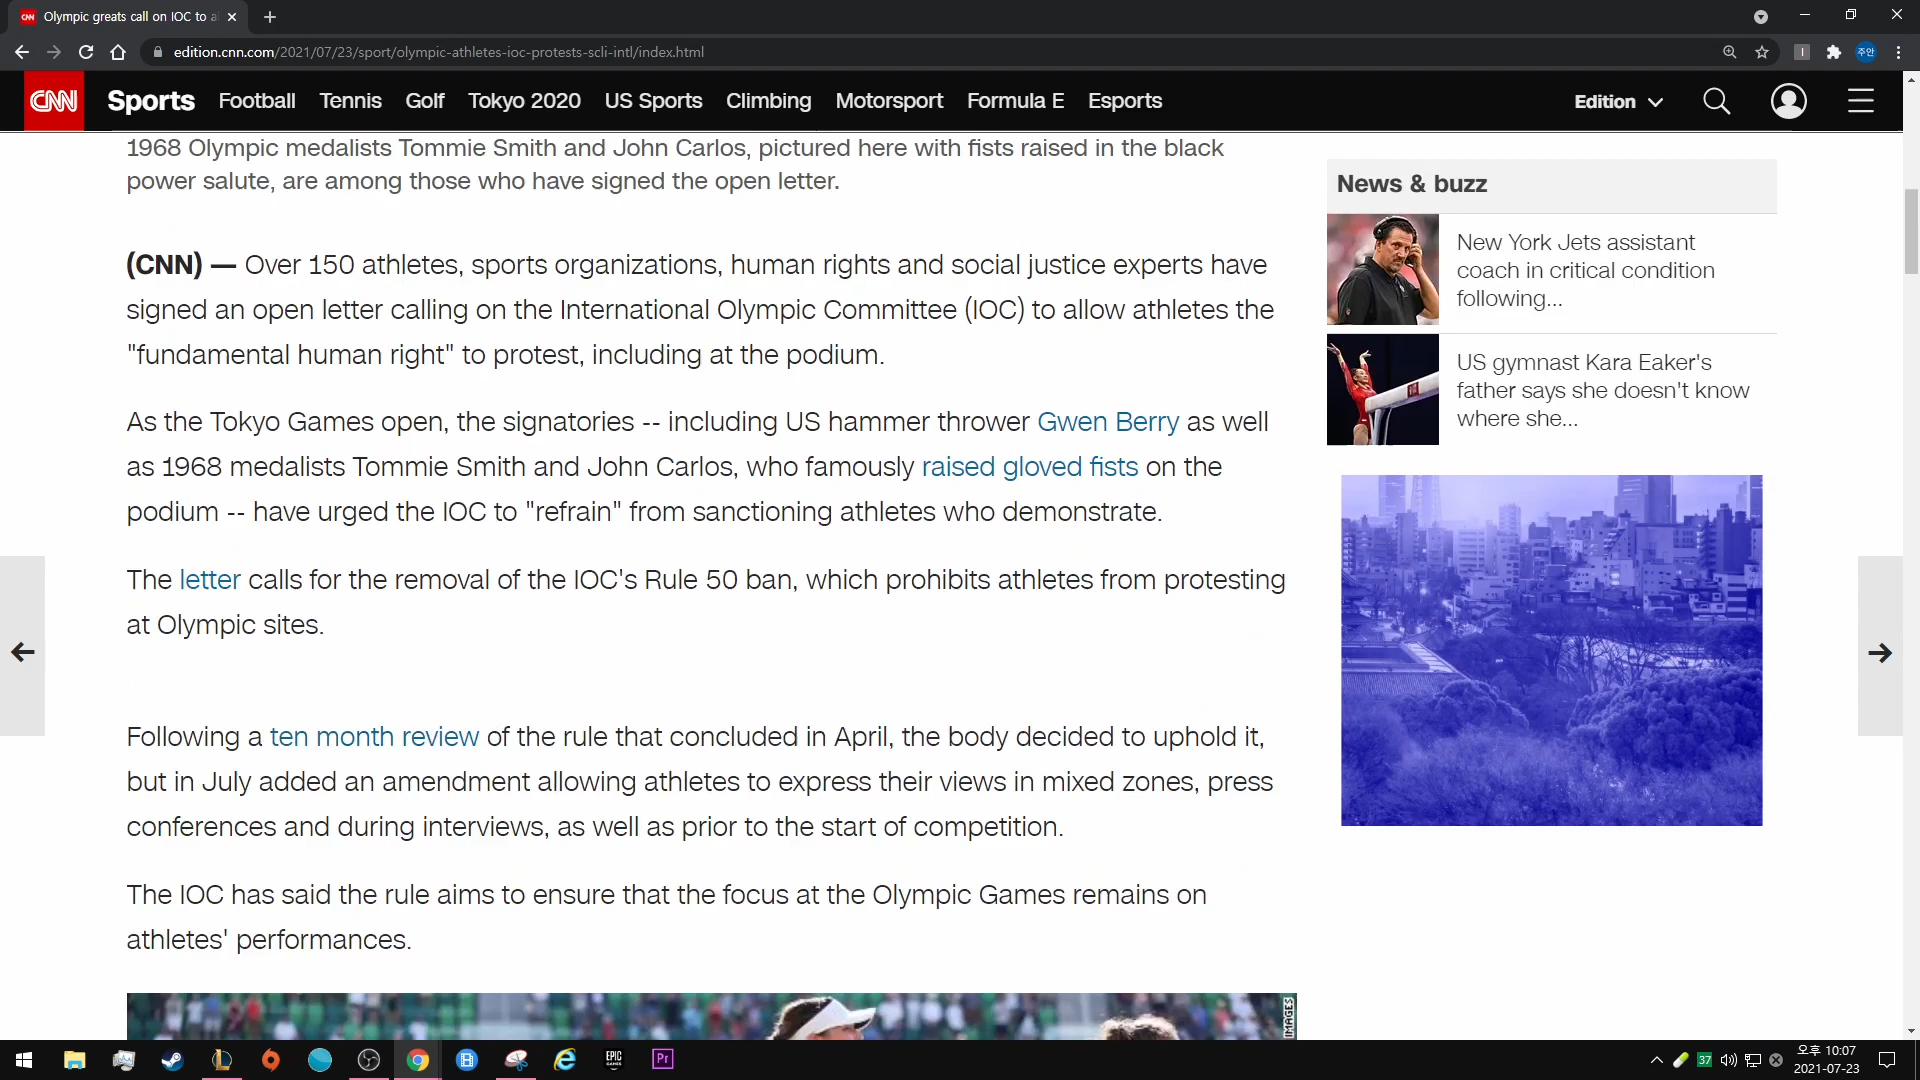 CNN Olympic greats call on IOC to a
edition.cnn.com/2021/07/23/sport/olympic-athletes-ioc-protests-scli-intl/index.html
I
주안
CNN Sports Football Tennis Golf Tokyo 2020 US Sports Climbing Motorsport Formula E Esports Edition
1968 Olympic medalists Tommie Smith and John Carlos, pictured here with fists raised in the black
power salute, are among those who have signed the open letter.
(CNN) — Over 150 athletes, sports organizations, human rights and social justice experts have
signed an open letter calling on the International Olympic Committee (IOC) to allow athletes the
"fundamental human right" to protest, including at the podium.
As the Tokyo Games open, the signatories -- including US hammer thrower Gwen Berry as well
as 1968 medalists Tommie Smith and John Carlos, who famously raised gloved fists on the
podium -- have urged the IOC to "refrain" from sanctioning athletes who demonstrate.
The letter calls for the removal of the IOC's Rule 50 ban, which prohibits athletes from protesting
at Olympic sites.
Following a ten month review of the rule that concluded in April, the body decided to uphold it,
but in July added an amendment allowing athletes to express their views in mixed zones, press
conferences and during interviews, as well as prior to the start of competition.
The IOC has said the rule aims to ensure that the focus at the Olympic Games remains on
athletes' performances.
IMAGES
News & buzz
New York Jets assistant
coach in critical condition
following...
US gymnast Kara Eaker's
father says she doesn't know
where she...
EPIC
GAMES
Pr
37
오후 10:07
2021-07-23